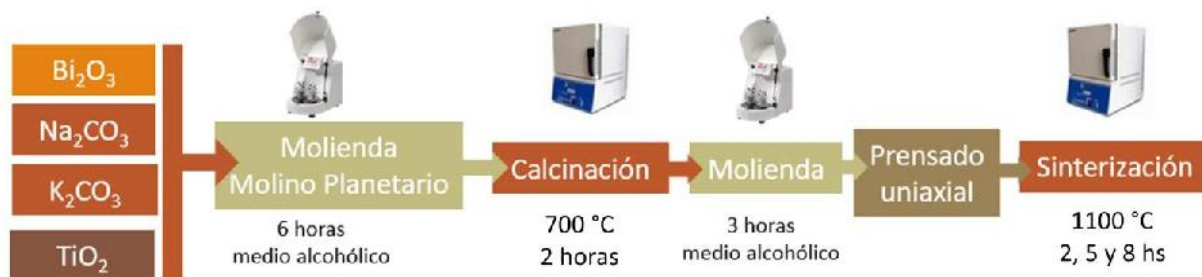 Bi₂O₃
Na₂CO₃
K₂CO₃
TiO₂
Molienda
Molino Planetario
6 horas
medio alcohólico
Calcinación
700 °C
2 horas
Molienda
3 horas
medio alcohólico
Prensado
uniaxial
Sinterización
1100 °C
2, 5 y 8 hs